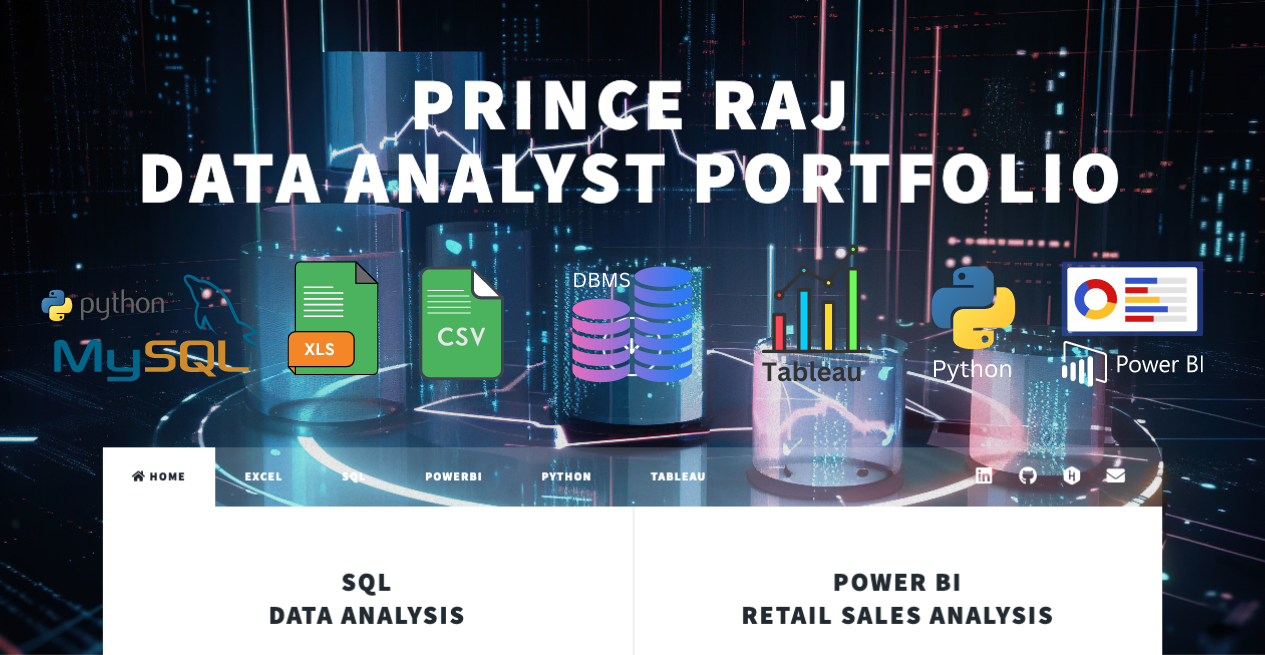 PRINCE RAJ
DATA ANALYST PORTFOLIO
python™
MySQL
XLS
CSV
DBMS
Tableau
Python
Power BI
HOME EXCEL SQL POWERBI PYTHON TABLEAU
SQL
DATA ANALYSIS
POWER BI
RETAIL SALES ANALYSIS